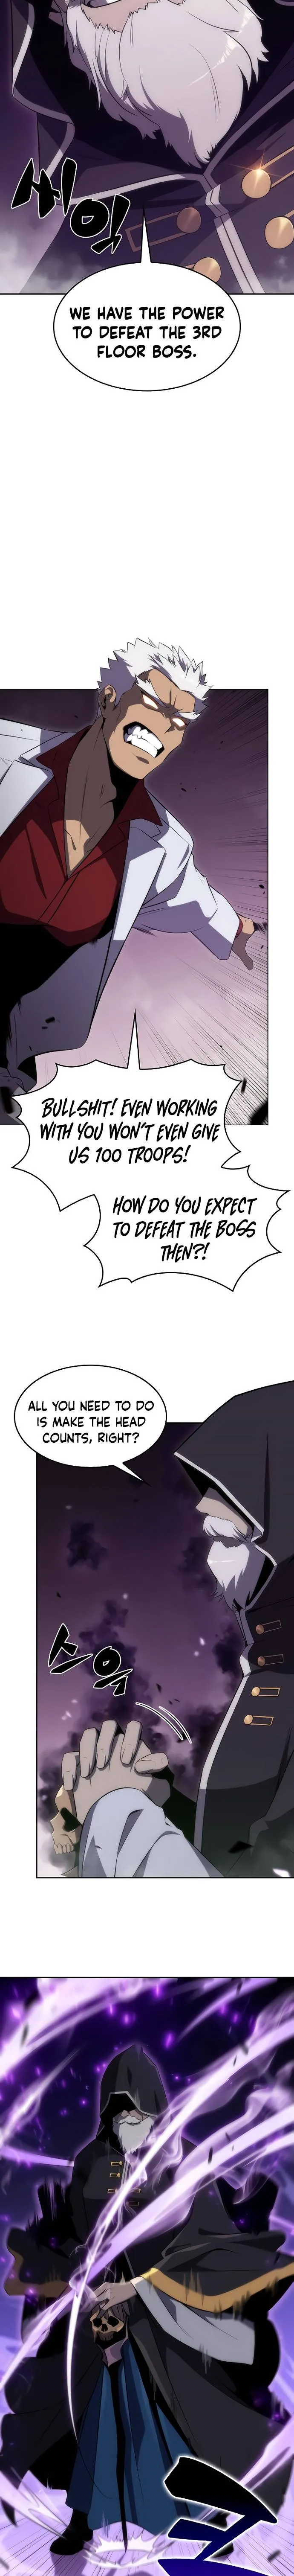 씨이
WE HAVE THE POWER
TO DEFEAT THE 3RD
FLOOR BOSS.
BULLSHIT! EVEN WORKING
WITH YOU WON'T EVEN GIVE
US 100 TROOPS!
HOW DO YOU EXPECT
TO DEFEAT THE BOSS
THEN?!
ALL YOU NEED TO DO
IS MAKE THE HEAD
COUNTS, RIGHT?
스윽